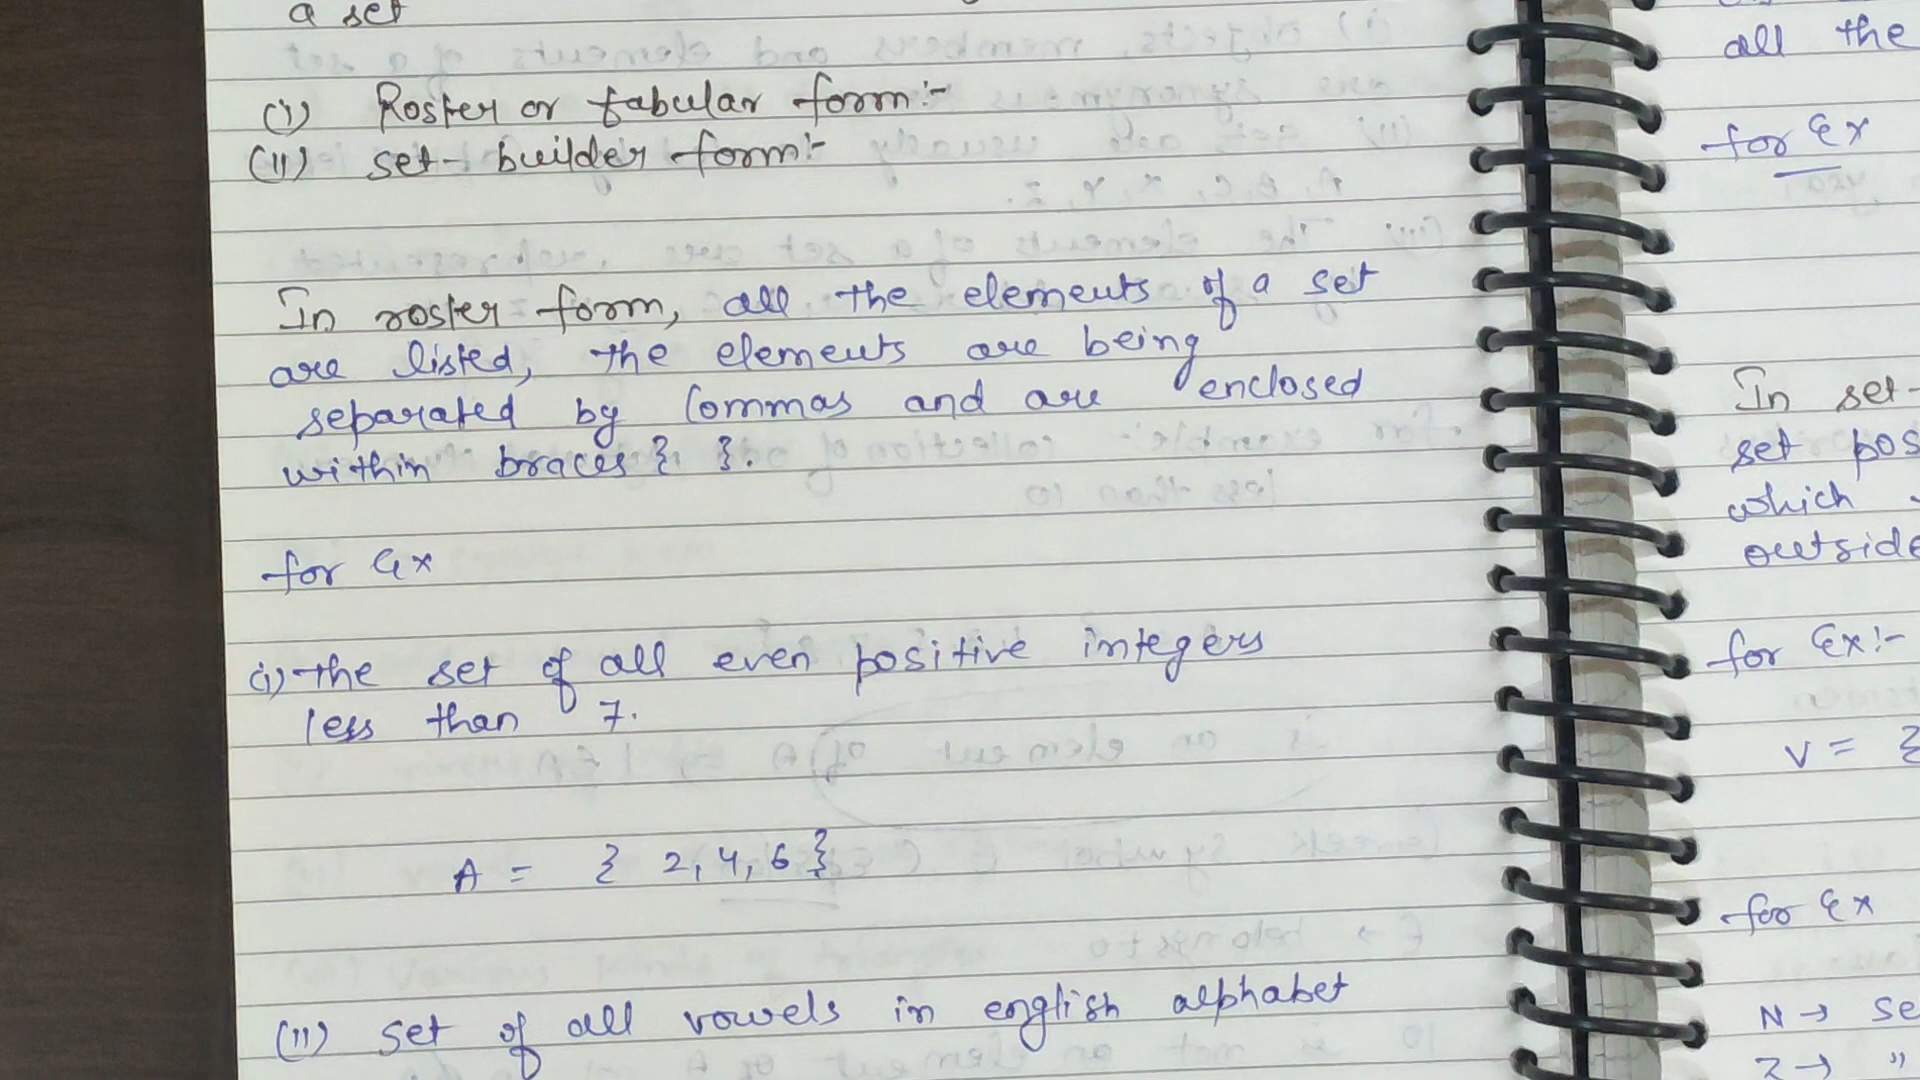 a set
(i) Roster or tabular form:-
(ii) set-builder form:-
In roster form, all the elements of a set
are listed, the elements are being
separated by commas and are enclosed
within braces { }.
for Ex
(i) the set of all even positive integers
less than 7.
A = { 2, 4, 6 }
(ii) set of all vowels in english alphabet
all the
for Ex
In set-
set pos
which
outside
for Ex:-
V = {
for Ex
N → se
Z → "